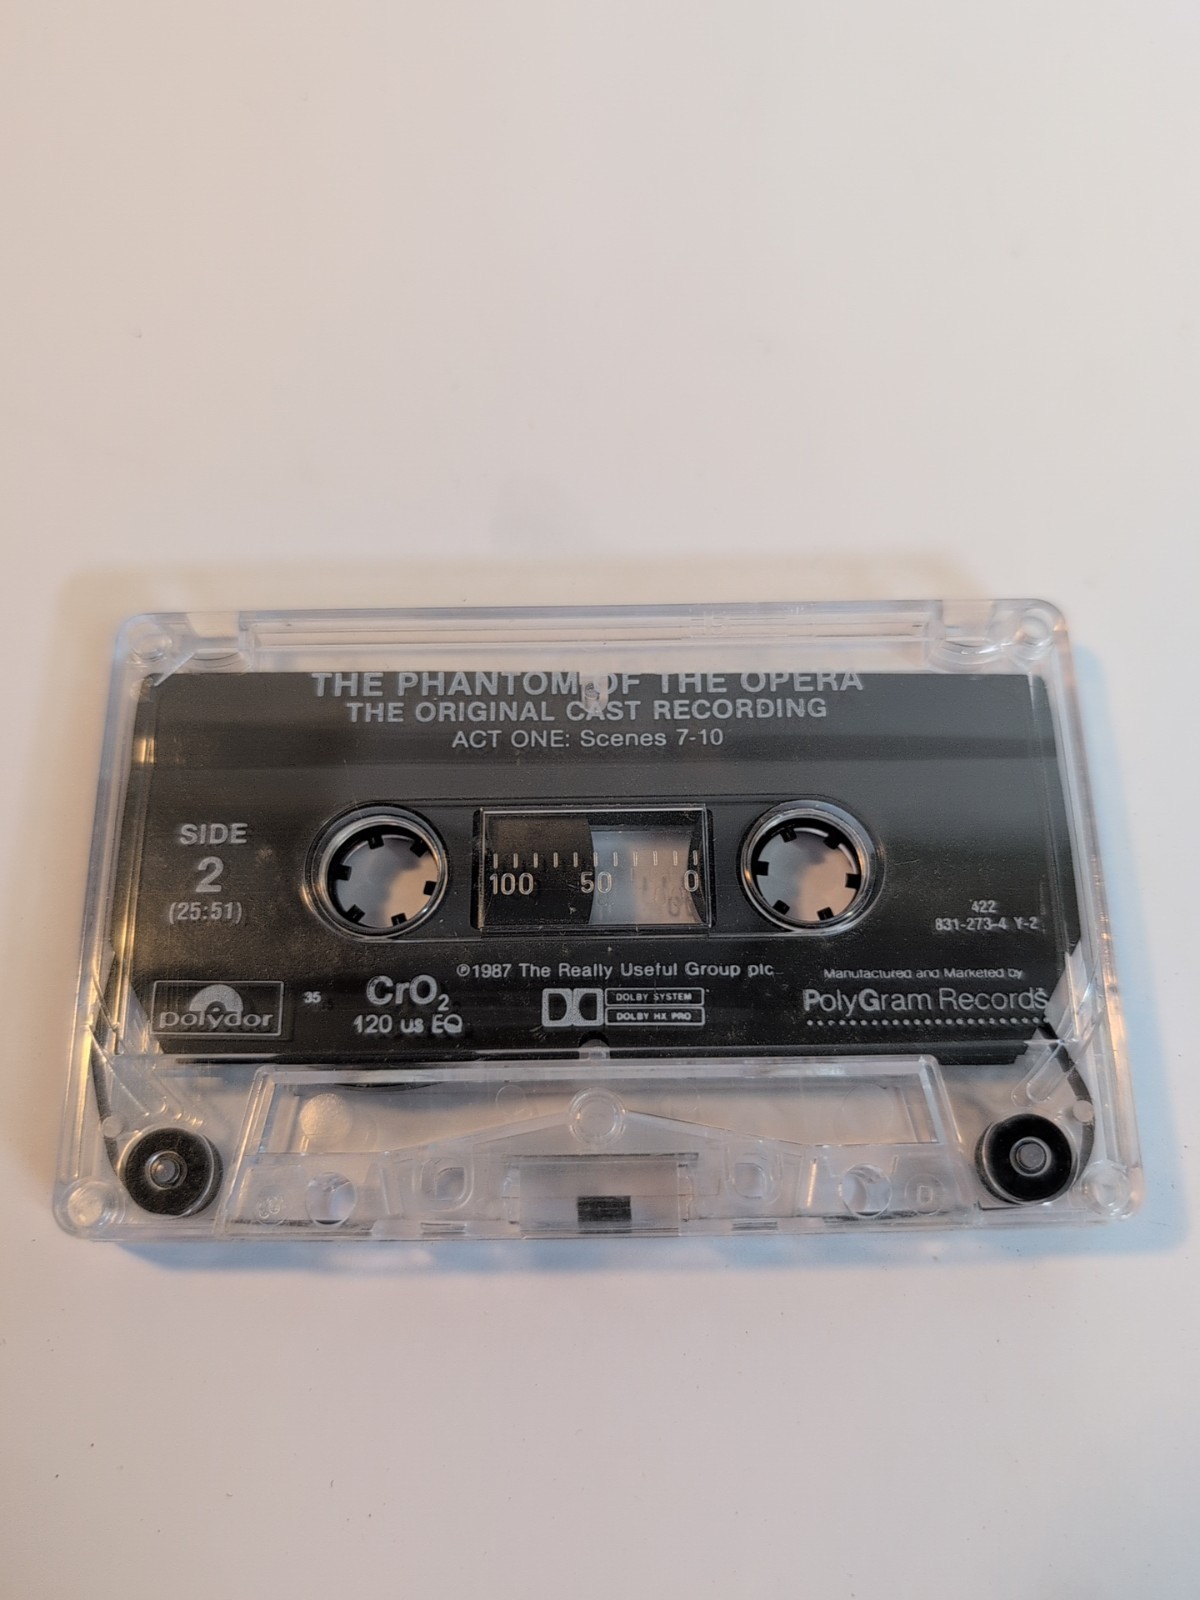 THE PHANTOM OF THE OPERA
THE ORIGINAL CAST RECORDING
ACT ONE: Scenes 7-10
SIDE
2
(25:51)
100 50 0
422
831-273-4 Y-2
℗1987 The Really Useful Group plc
polydor
35
CrO₂
120 us EQ
DOLBY SYSTEM
DOLBY HX PRO
Manufactured and Marketed by
PolyGram Records